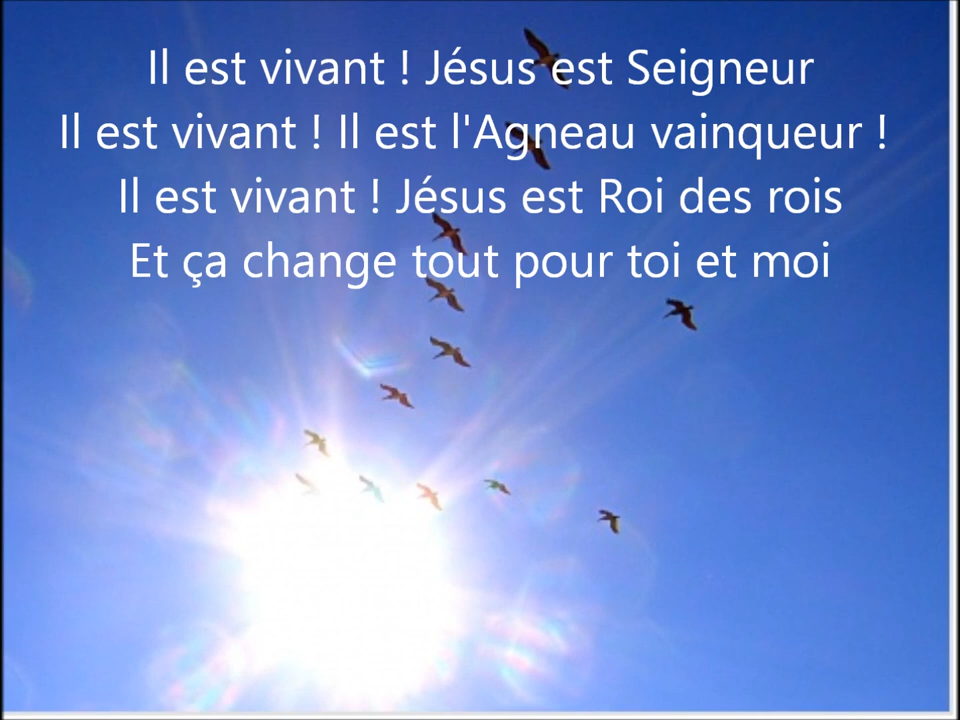 Il est vivant ! Jésus est Seigneur
Il est vivant ! Il est l'Agneau vainqueur !
Il est vivant ! Jésus est Roi des rois
Et ça change tout pour toi et moi